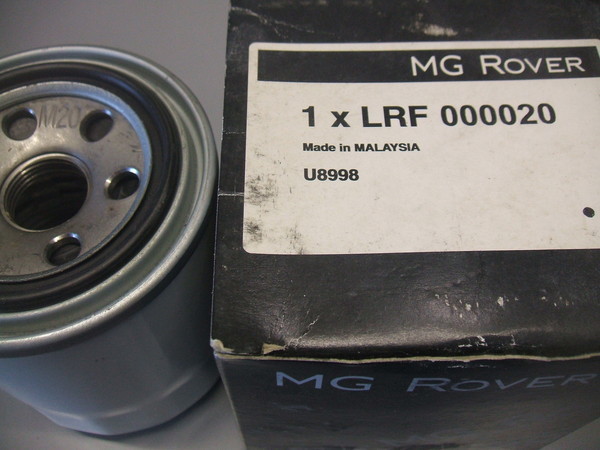 M20
MG ROVER
1 x LRF 000020
Made in MALAYSIA
U8998
MG ROVER